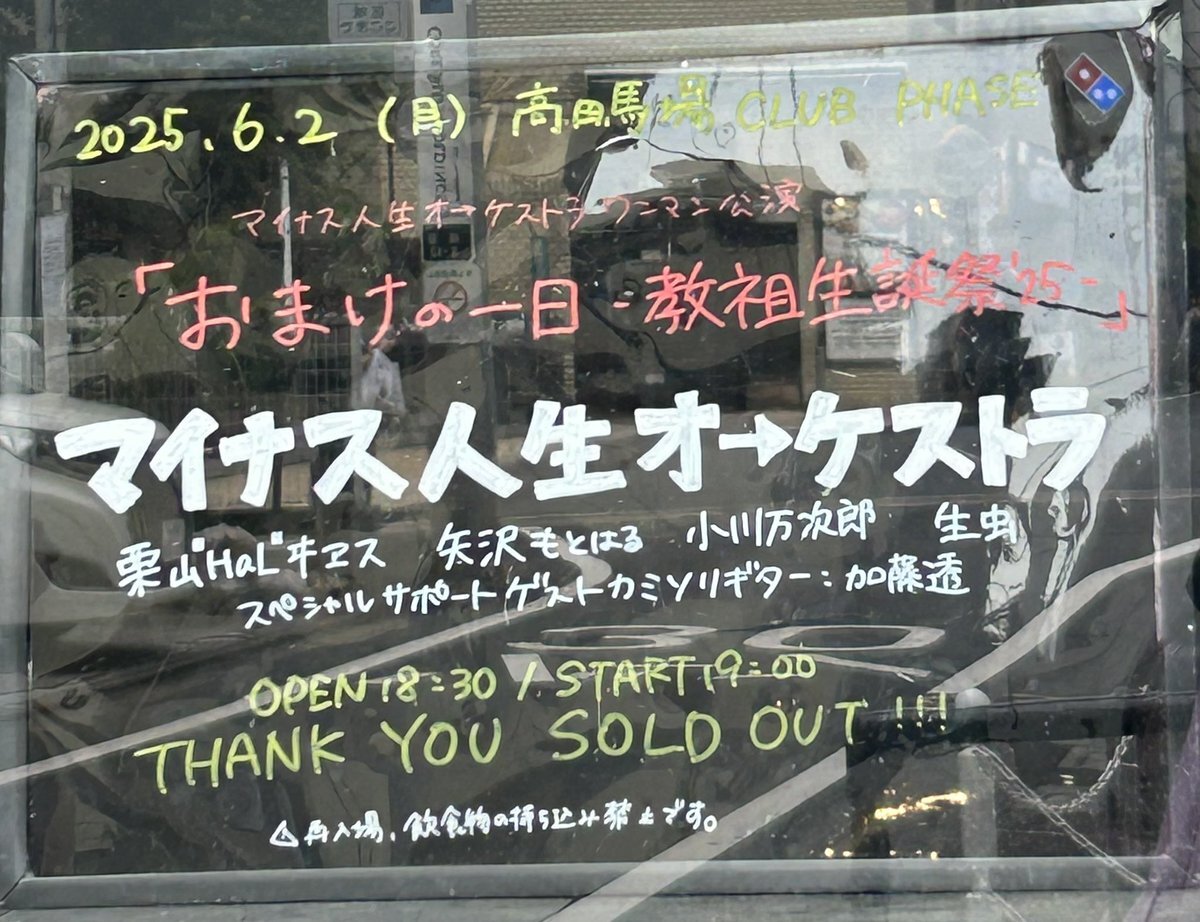 2025.6.2 (月) 高田馬場 CLUB PHASE
マイナス人生オ→ケストラ ワンマン公演
「おまけの一日 -教祖生誕祭'25-」
マイナス人生オ→ケストラ
栗山"HaL"ヰヱス 矢沢もとはる 小川万次郎 生虫
スペシャルサポートゲストカミソリギター:加藤透
OPEN 18:30 / START 19:00
THANK YOU SOLD OUT !!!
⚠再入場、飲食物の持ち込み禁止です。